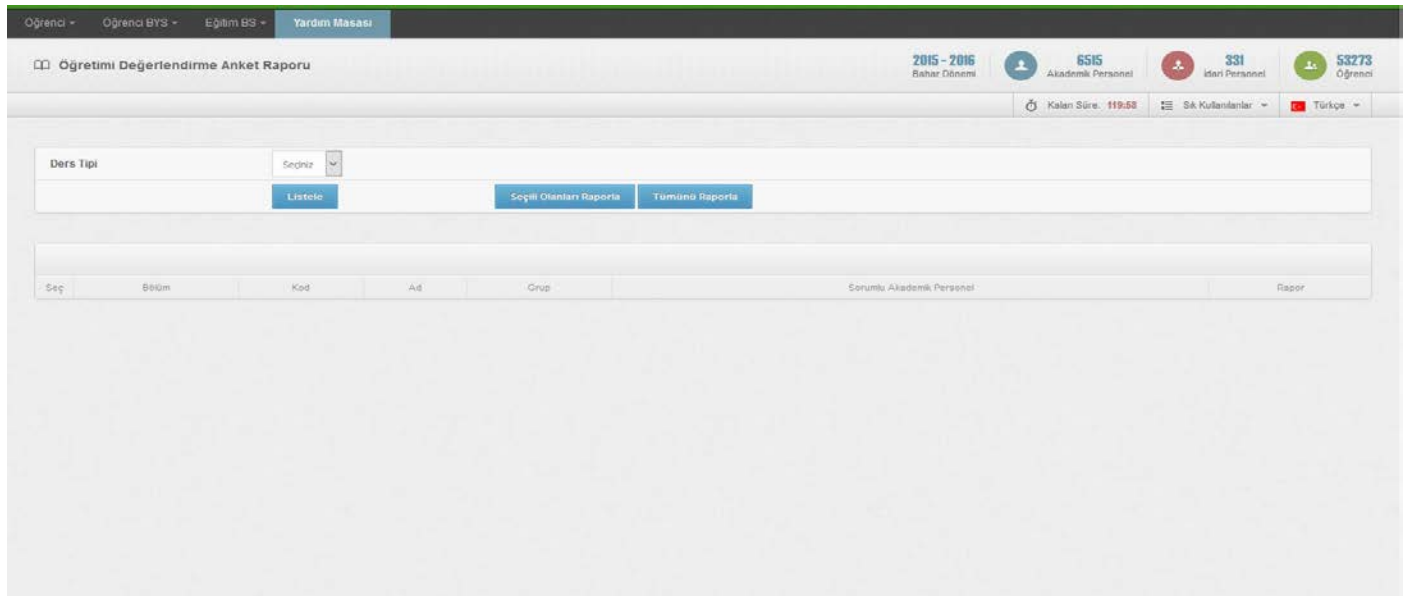 Öğrenci Öğrenci BYS Eğitim BS Yardım Masası
Öğretimi Değerlendirme Anket Raporu
2015 - 2016
Bahar Dönemi
6515
Akademik Personel
331
İdari Personel
53273
Öğrenci
Kalan Süre. 119:58 Sık Kullanılanlar Türkçe
Ders Tipi Seçiniz
Listele Seçili Olanları Raporla Tümünü Raporla
Seç Bölüm Kod Ad Grup Sorumlu Akademik Personel Rapor